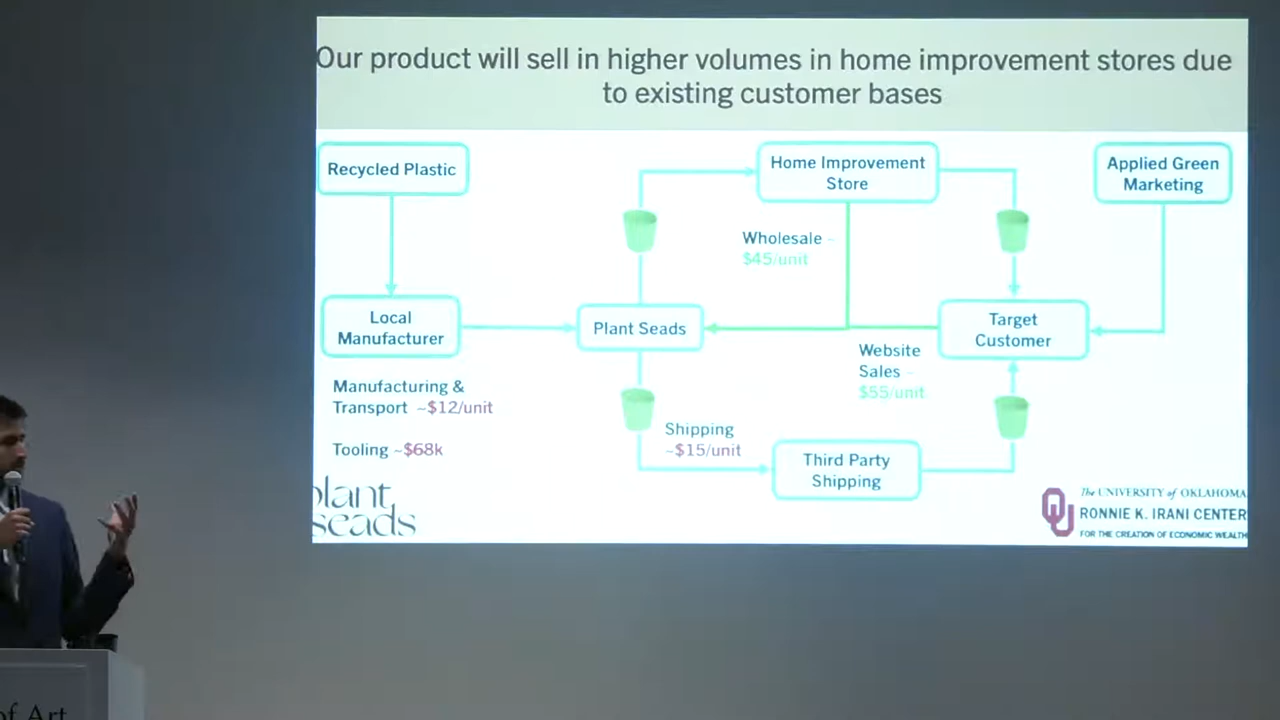 Our product will sell in higher volumes in home improvement stores due
to existing customer bases
Recycled Plastic
Home Improvement
Store
Applied Green
Marketing
Wholesale ~
$45/unit
Local
Manufacturer
Plant Seads
Target
Customer
Website
Sales ~
$55/unit
Manufacturing &
Transport ~$12/unit
Tooling ~$68k
Shipping
~$15/unit
Third Party
Shipping
plant
seads
OU
The UNIVERSITY of OKLAHOMA
RONNIE K. IRANI CENTER
FOR THE CREATION OF ECONOMIC WEALTH
of Art